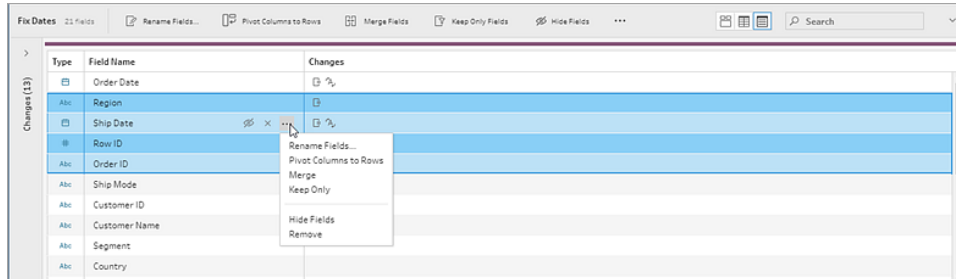 Fix Dates 21 fields Rename Fields... Pivot Columns to Rows Merge Fields Keep Only Fields Hide Fields ... Search
Changes (13)
Type Field Name Changes
Order Date
Abc Region
Ship Date
# Row ID
Abc Order ID
Abc Ship Mode
Abc Customer ID
Abc Customer Name
Abc Segment
Abc Country
Rename Fields...
Pivot Columns to Rows
Merge
Keep Only
Hide Fields
Remove